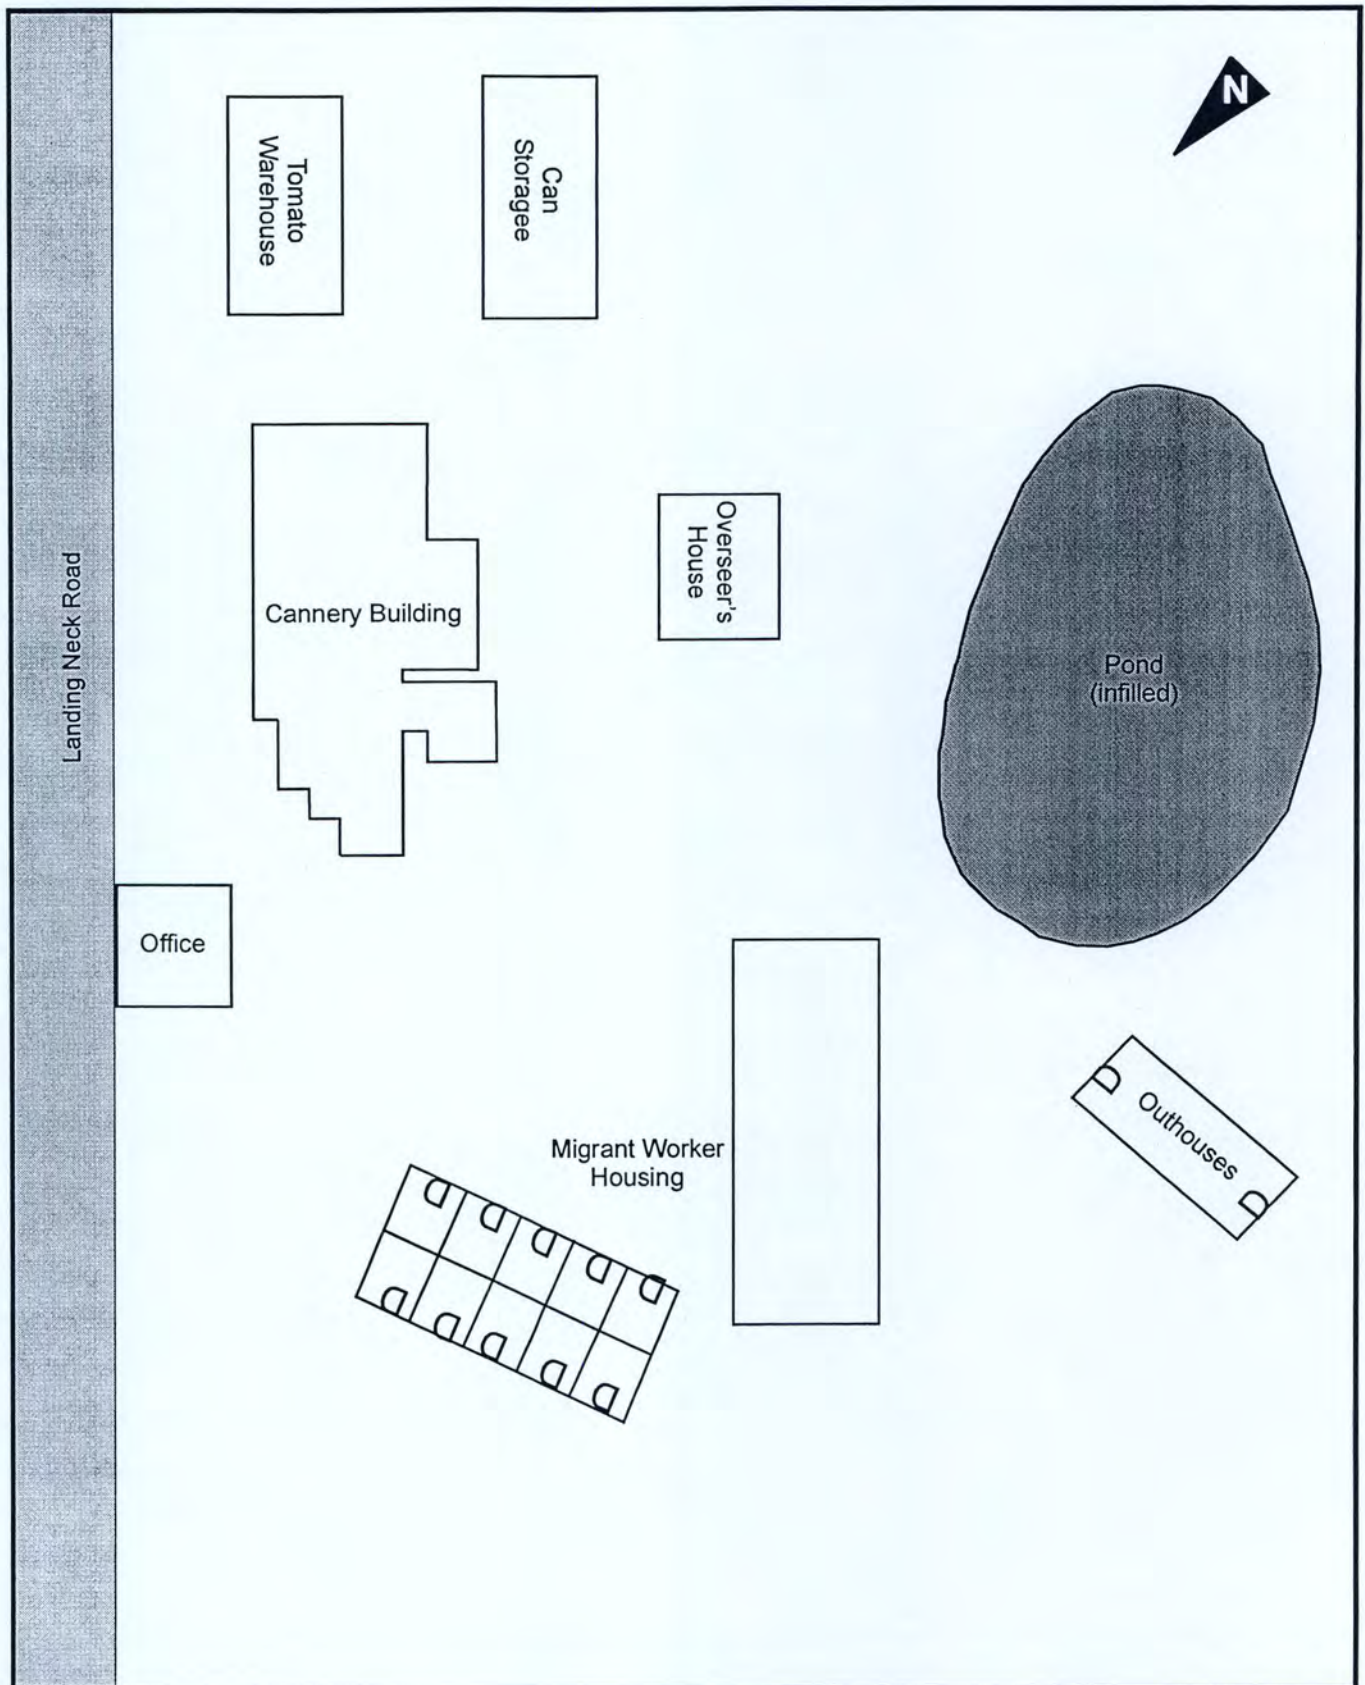 N
Tomato
Warehouse
Can
Storagee
Overseer's
House
Cannery Building
Landing Neck Road
Pond
(infilled)
Office
Migrant Worker
Housing
Outhouses